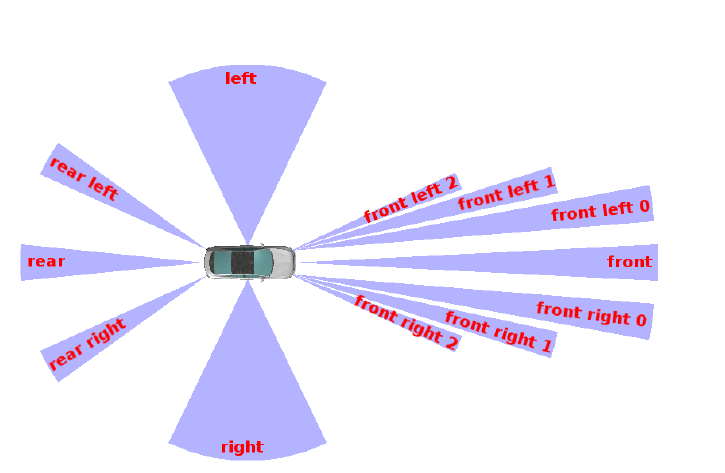 left
rear left
front left 2
front left 1
front left 0
rear
front
rear right
front right 2
front right 1
front right 0
right